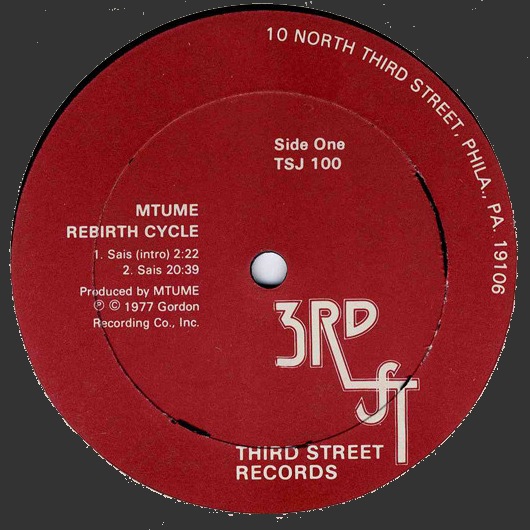 10 NORTH THIRD STREET, PHILA., PA. 19106
Side One
TSJ 100
MTUME
REBIRTH CYCLE
1. Sais (intro) 2:22
2. Sais 20:39
Produced by MTUME
Ⓟ © 1977 Gordon
Recording Co., Inc.
3RD
ST
THIRD STREET
RECORDS